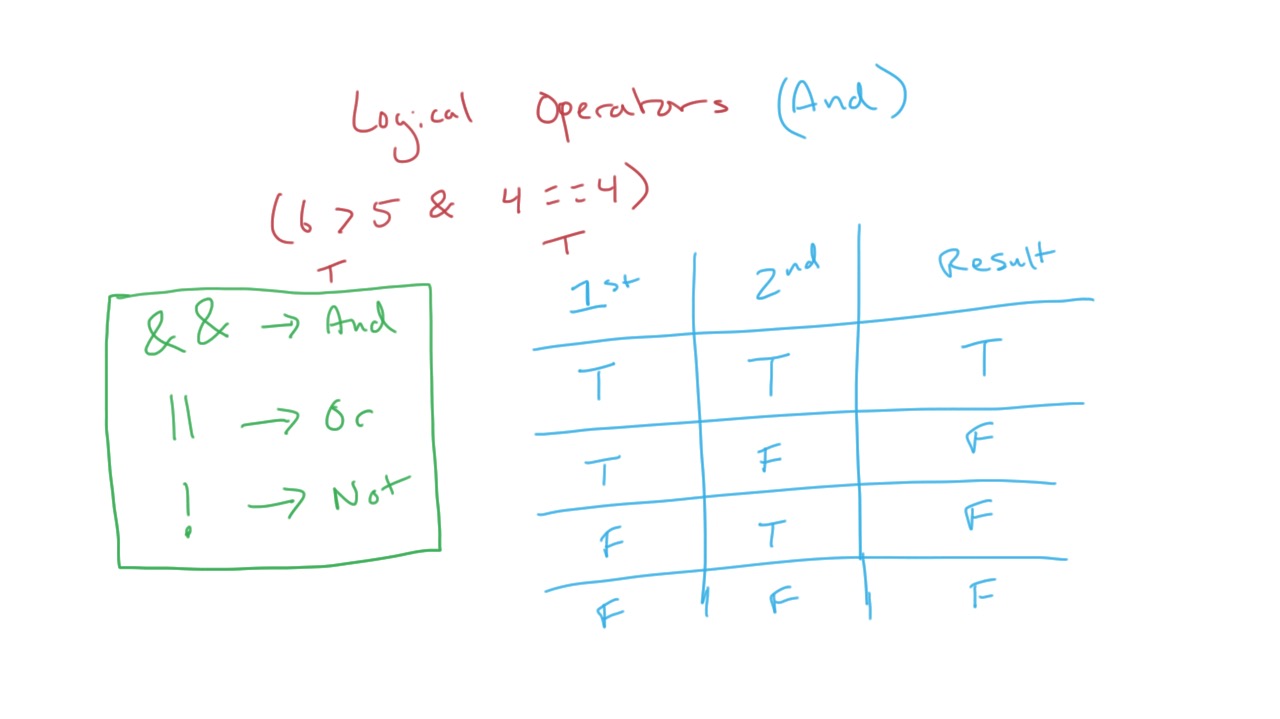 Logical Operators (And)
(6 > 5 & 4 == 4)
T T
&& → And
|| → Or
! → Not
1st 2nd Result
T T T
T F F
F T F
F F F